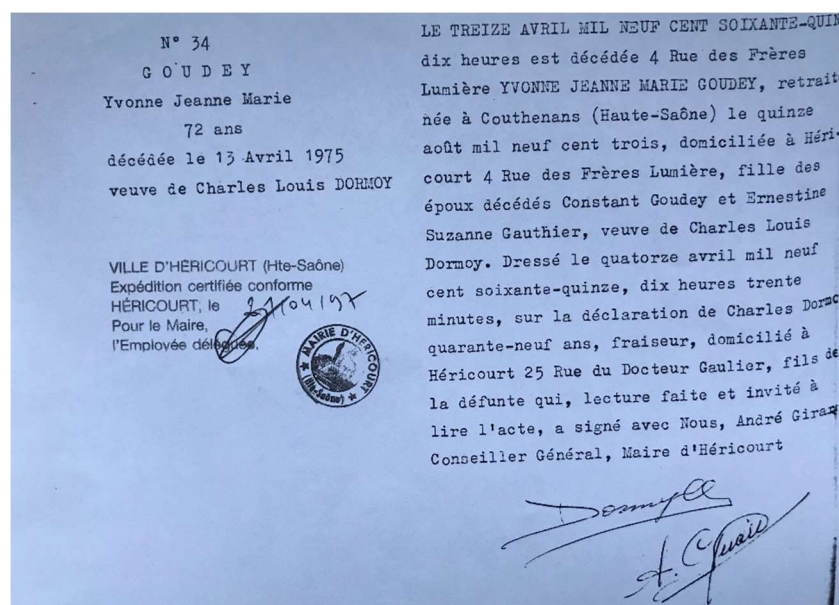 N° 34
GOUDEY
Yvonne Jeanne Marie
72 ans
décédée le 13 Avril 1975
veuve de Charles Louis DORMOY
VILLE D'HÉRICOURT (Hte-Saône)
Expédition certifiée conforme
HÉRICOURT, le 21/04/97
Pour le Maire,
l'Employée déléguée,
MAIRIE D'HÉRICOURT
(Hte-Saône)
LE TREIZE AVRIL MIL NEUF CENT SOIXANTE-QUIN
dix heures est décédée 4 Rue des Frères
Lumière YVONNE JEANNE MARIE GOUDEY, retraité
née à Couthenans (Haute-Saône) le quinze
août mil neuf cent trois, domiciliée à Héri-
court 4 Rue des Frères Lumière, fille des
époux décédés Constant Goudey et Ernestine
Suzanne Gauthier, veuve de Charles Louis
Dormoy. Dressé le quatorze avril mil neuf
cent soixante-quinze, dix heures trente
minutes, sur la déclaration de Charles Dormo
quarante-neuf ans, fraiseur, domicilié à
Héricourt 25 Rue du Docteur Gaulier, fils de
la défunte qui, lecture faite et invité à
lire l'acte, a signé avec Nous, André Girar
Conseiller Général, Maire d'Héricourt